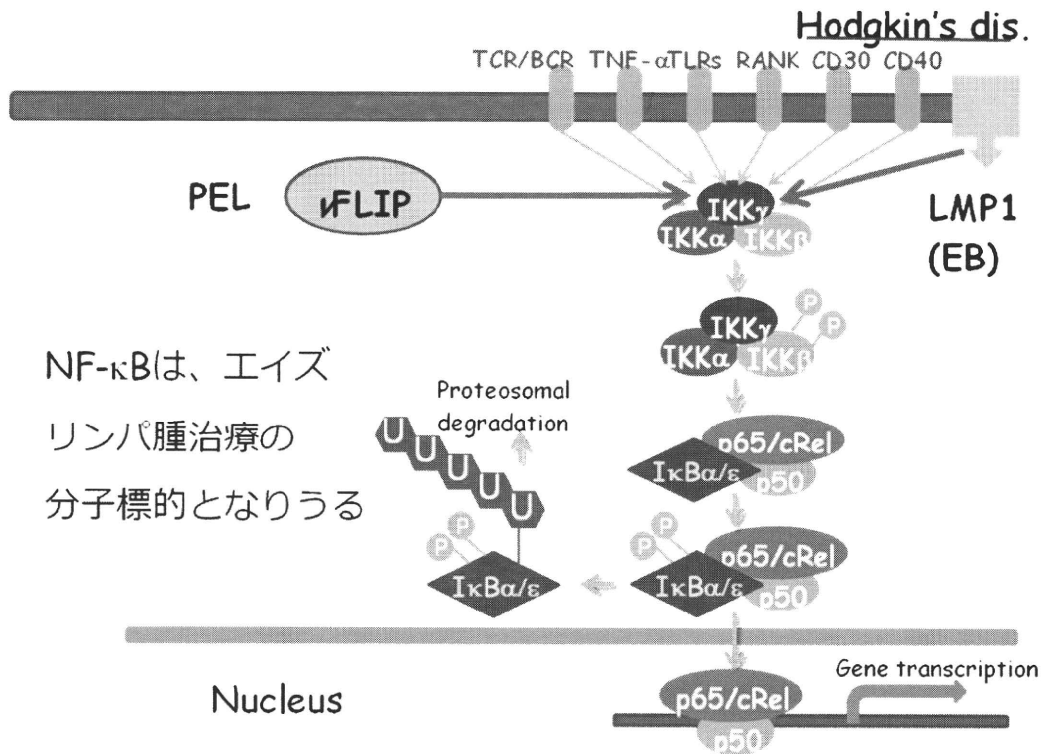 Hodgkin's dis.
TCR/BCR TNF-αTLRs RANK CD30 CD40
PEL
vFLIP
IKKγ
IKKα
IKKβ
LMP1
(EB)
P
P
IKKγ
IKKα
IKKβ
NF-κBは、エイズ
リンパ腫治療の
分子標的となりうる
Proteosomal
degradation
U
U
U
U
U
p65/cRel
IκBα/ε
p50
P
P
IκBα/ε
P
P
p65/cRel
IκBα/ε
p50
Nucleus
Gene transcription
p65/cRel
p50